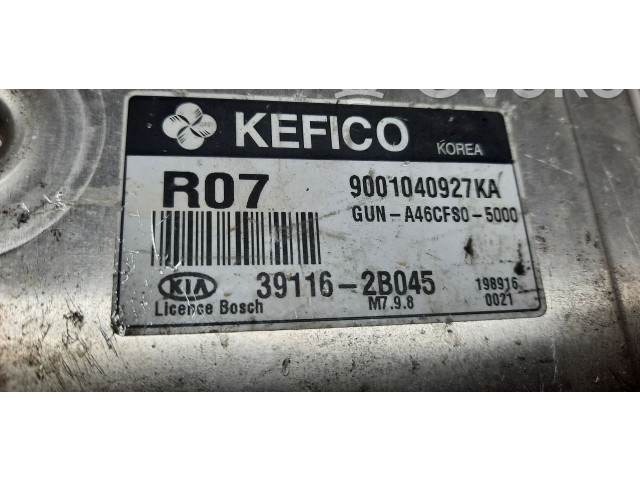 KEFICO
KOREA
R07
9001040927KA
GUN-A46CFS0-5000
KIA
39116-2B045
198916
Licence Bosch
M7.9.8
0021